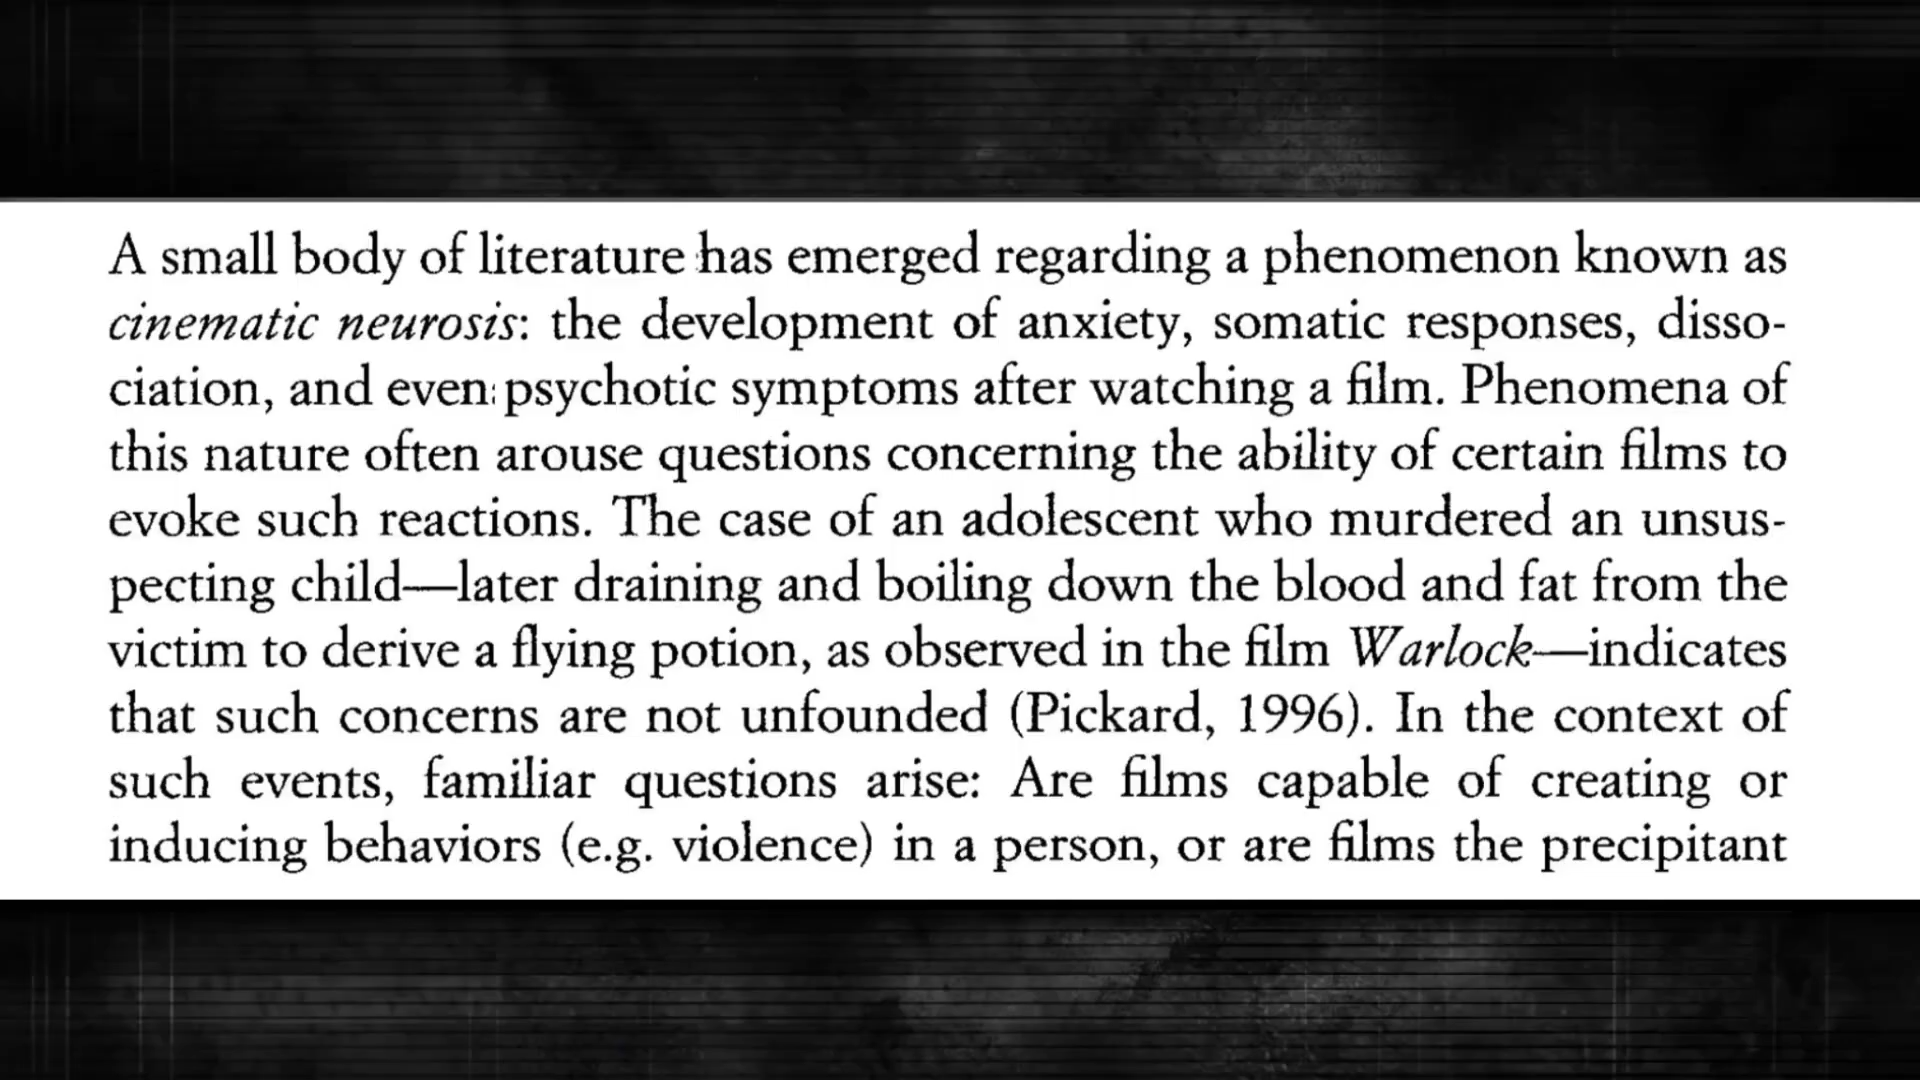 A small body of literature has emerged regarding a phenomenon known as
cinematic neurosis: the development of anxiety, somatic responses, disso-
ciation, and even psychotic symptoms after watching a film. Phenomena of
this nature often arouse questions concerning the ability of certain films to
evoke such reactions. The case of an adolescent who murdered an unsus-
pecting child—later draining and boiling down the blood and fat from the
victim to derive a flying potion, as observed in the film Warlock—indicates
that such concerns are not unfounded (Pickard, 1996). In the context of
such events, familiar questions arise: Are films capable of creating or
inducing behaviors (e.g. violence) in a person, or are films the precipitant